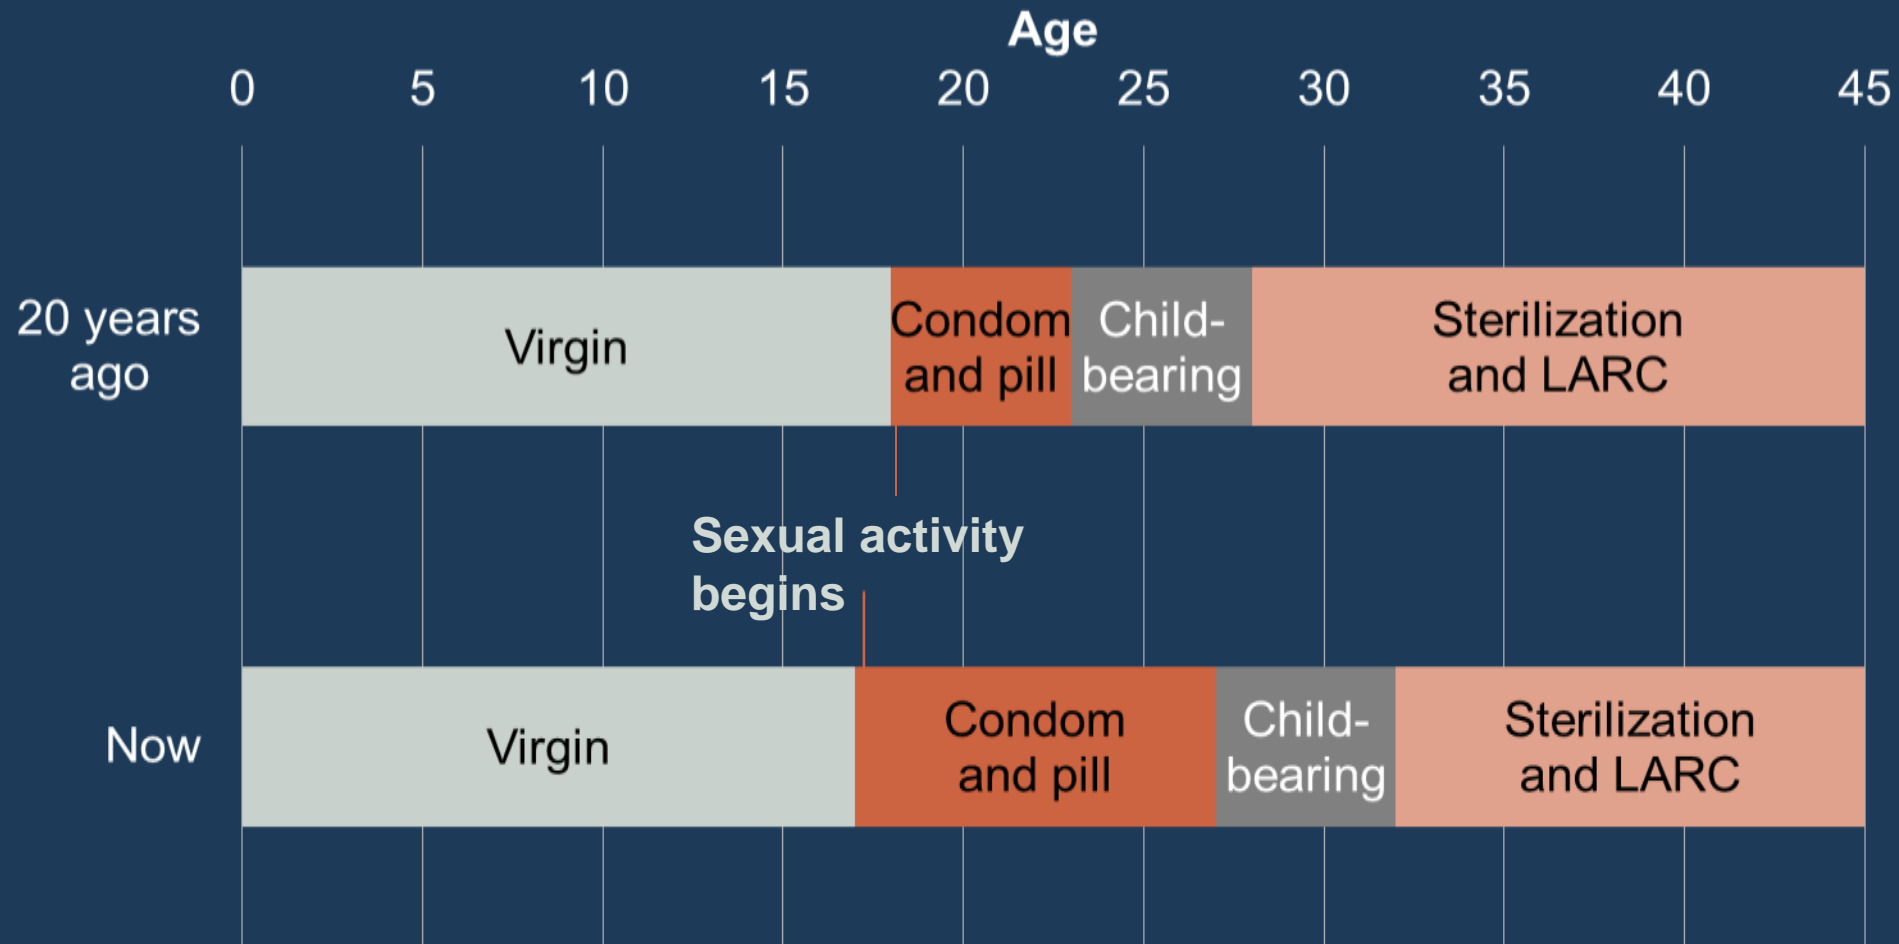 Age
0 5 10 15 20 25 30 35 40 45
20 years
ago
Virgin
Condom
and pill
Child-
bearing
Sterilization
and LARC
Sexual activity
begins
Now
Virgin
Condom
and pill
Child-
bearing
Sterilization
and LARC